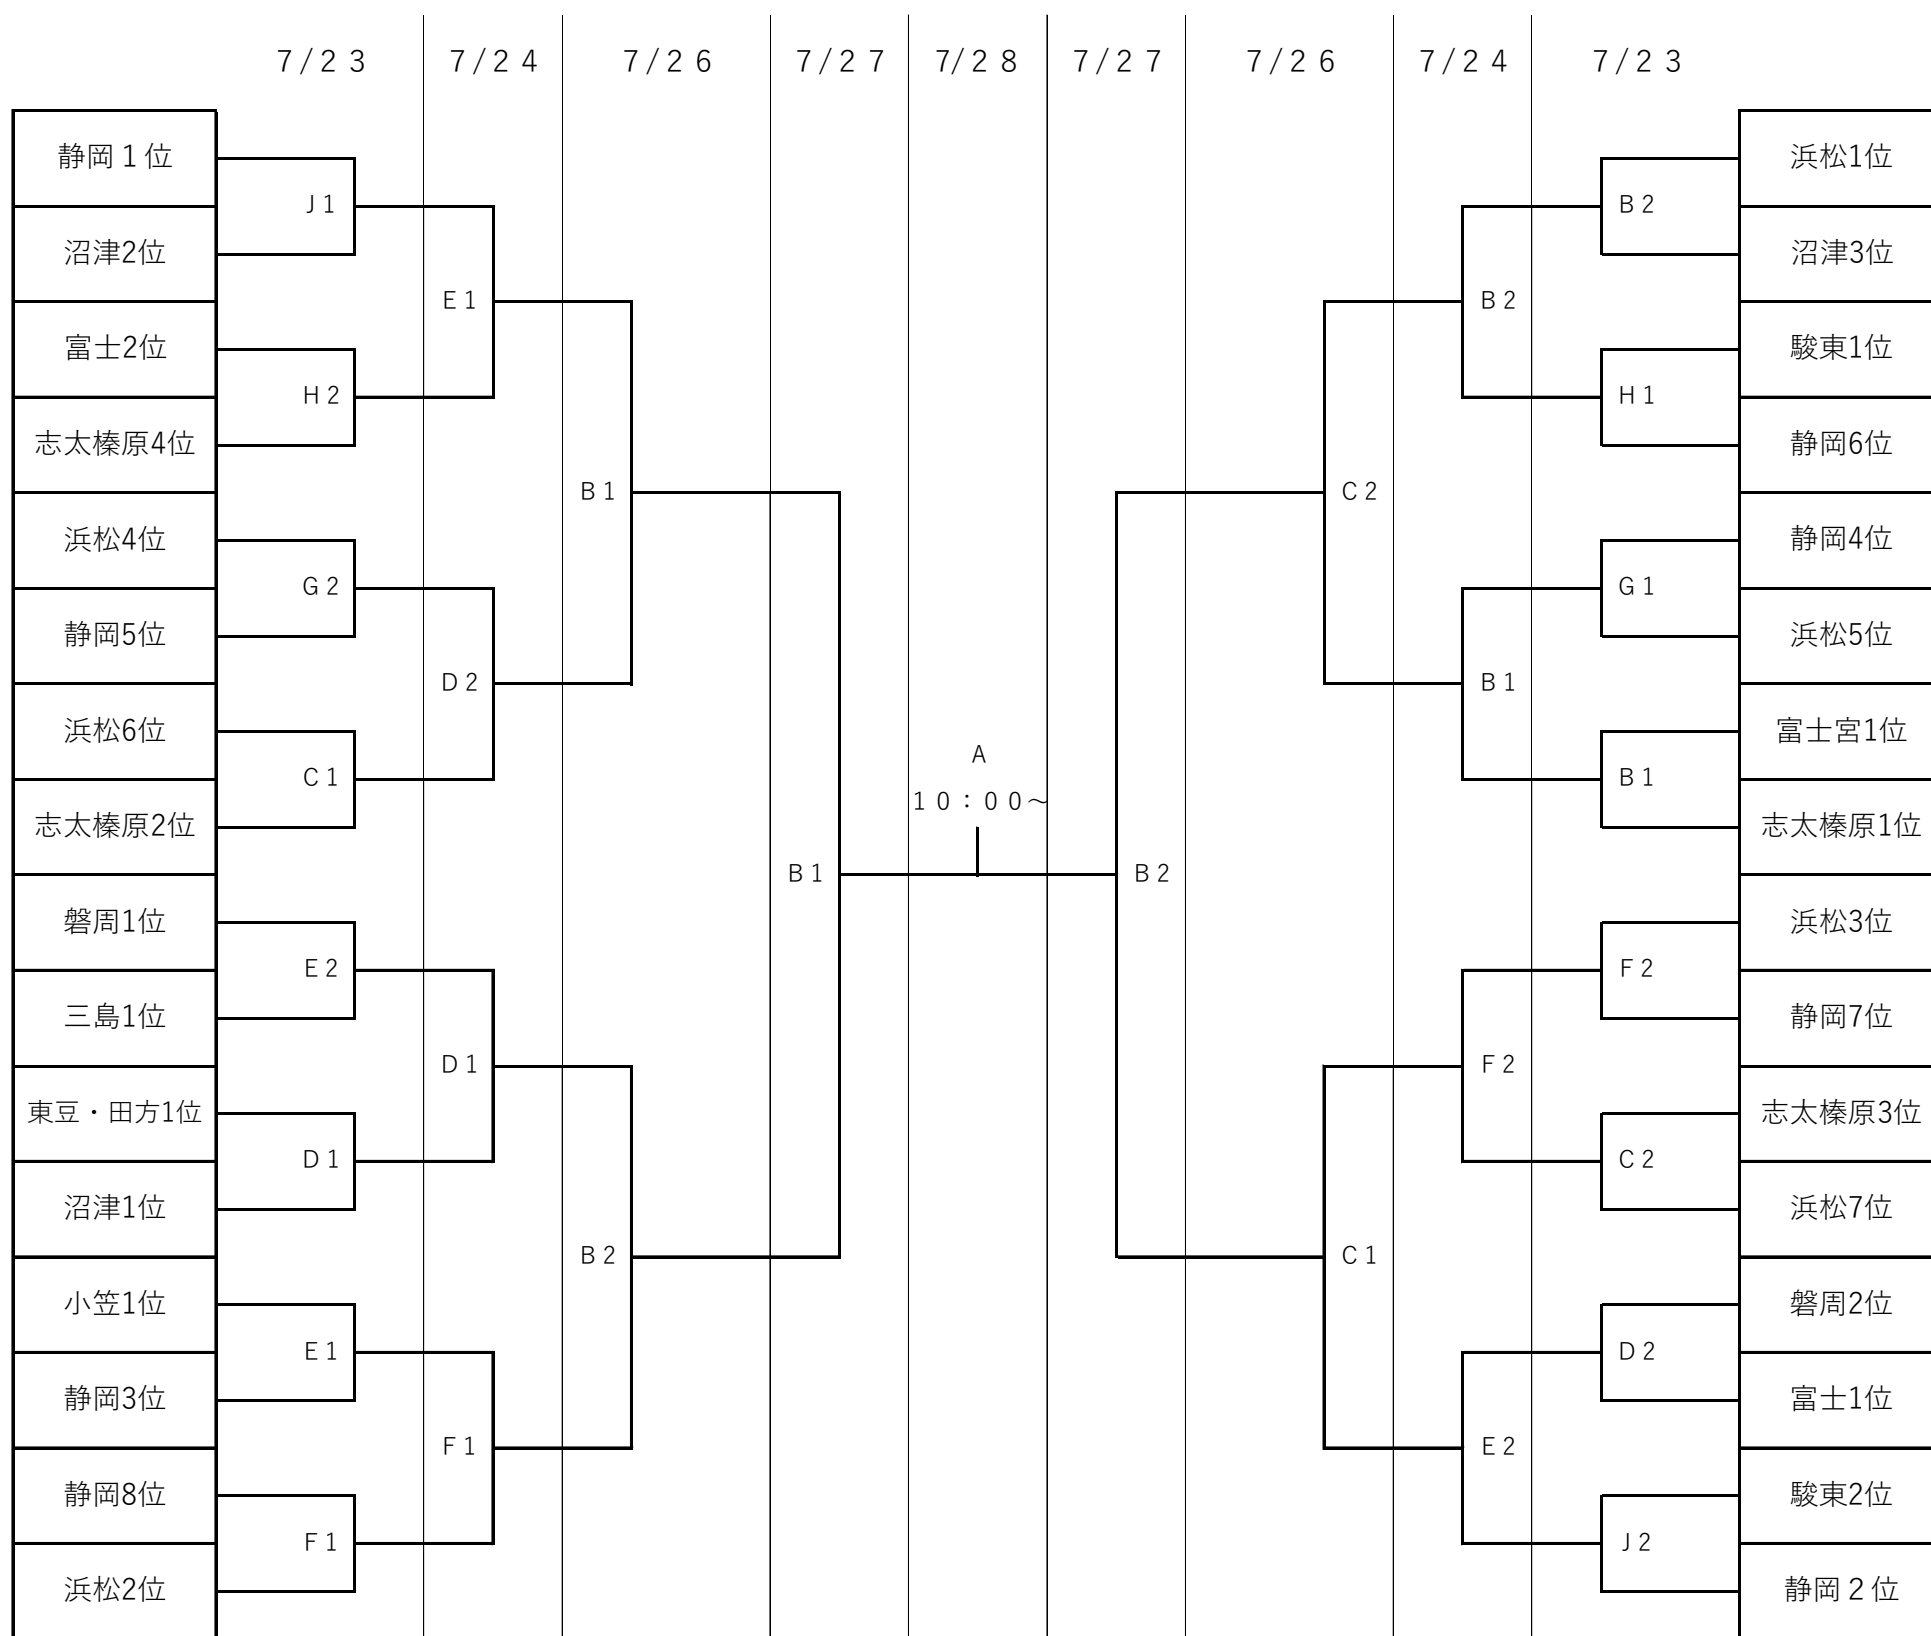 7/23 7/24 7/26 7/27 7/28 7/27 7/26 7/24 7/23
静岡1位 浜松1位
J1 B2
沼津2位 沼津3位
E1 B2
富士2位 駿東1位
H2 H1
志太榛原4位 静岡6位
B1 C2
浜松4位 静岡4位
G2 G1
静岡5位 浜松5位
D2 B1
浜松6位 富士宮1位
A
C1 B1
10:00~
志太榛原2位 志太榛原1位
B1 B2
磐周1位 浜松3位
E2 F2
三島1位 静岡7位
D1 F2
東豆・田方1位 志太榛原3位
D1 C2
沼津1位 浜松7位
B2 C1
小笠1位 磐周2位
E1 D2
静岡3位 富士1位
F1 E2
静岡8位 駿東2位
F1 J2
浜松2位 静岡2位